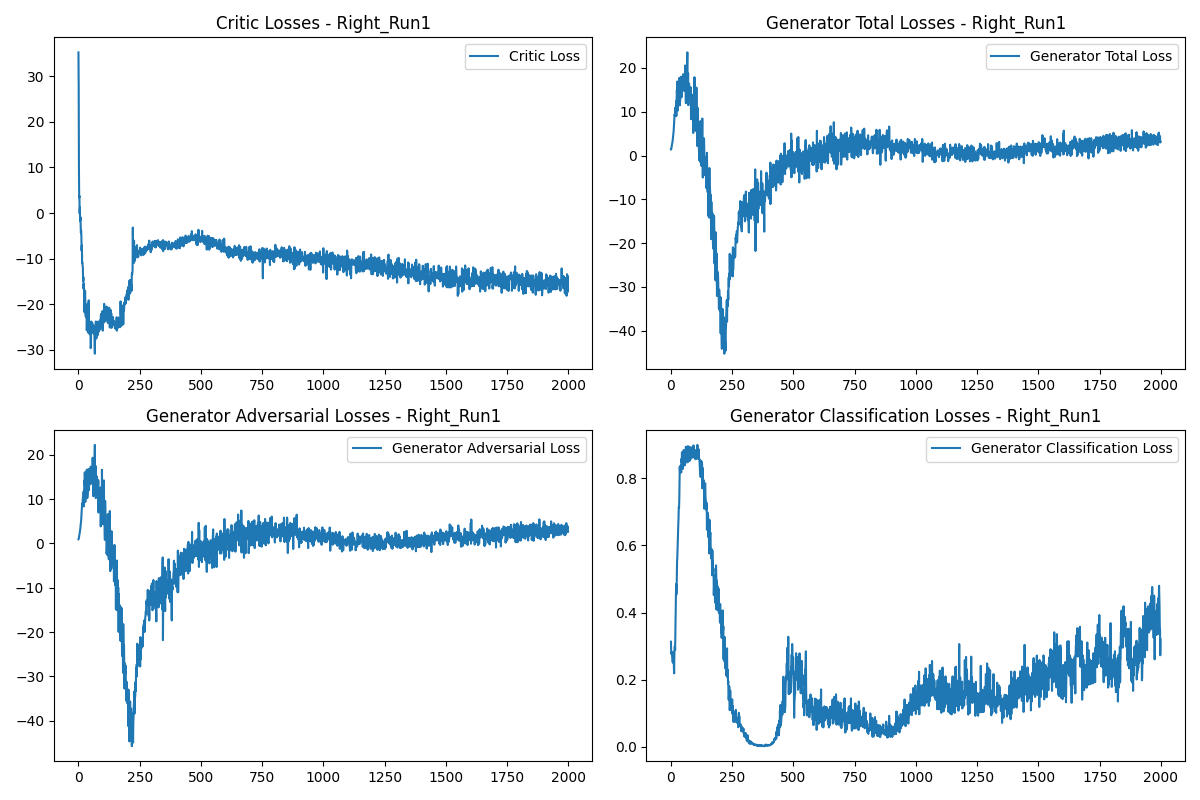 Critic Losses - Right_Run1
Critic Loss
30
20
10
0
−10
−20
−30
0 250 500 750 1000 1250 1500 1750 2000
Generator Total Losses - Right_Run1
Generator Total Loss
20
10
0
−10
−20
−30
−40
0 250 500 750 1000 1250 1500 1750 2000
Generator Adversarial Losses - Right_Run1
Generator Adversarial Loss
20
10
0
−10
−20
−30
−40
0 250 500 750 1000 1250 1500 1750 2000
Generator Classification Losses - Right_Run1
Generator Classification Loss
0.8
0.6
0.4
0.2
0.0
0 250 500 750 1000 1250 1500 1750 2000